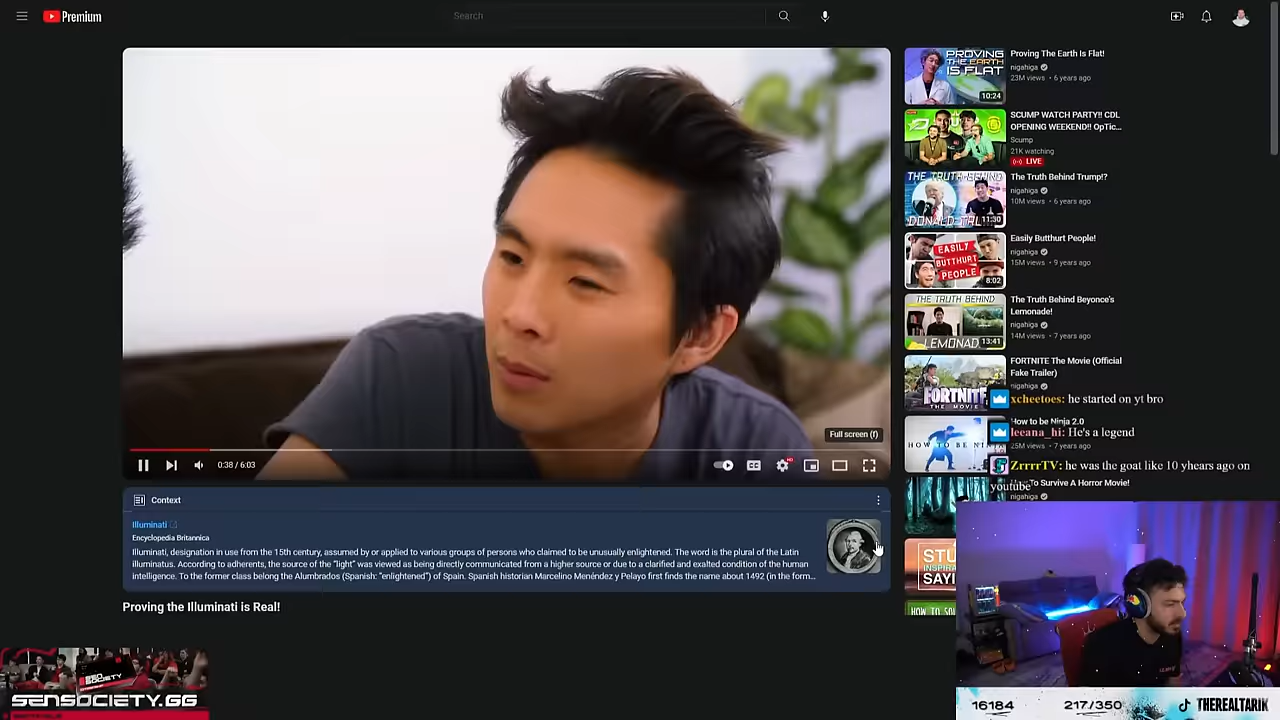 Premium
Search
Full screen (f)
0:38 / 6:03
Context
Illuminati
Encyclopedia Britannica
Illuminati, designation in use from the 15th century, assumed by or applied to various groups of persons who claimed to be unusually enlightened. The word is the plural of the Latin
illuminatus. According to adherents, the source of the "light" was viewed as being directly communicated from a higher source or due to a clarified and exalted condition of the human
intelligence. To the former class belong the Alumbrados (Spanish: "enlightened") of Spain. Spanish historian Marcelino Menéndez y Pelayo first finds the name about 1492 (in the form...
Proving the Illuminati is Real!
PROVING
THE EARTH
IS FLAT
10:24
Proving The Earth Is Flat!
nigahiga
23M views • 6 years ago
SCUMP WATCH PARTY!! CDL
OPENING WEEKEND!! OpTic...
Scump
21K watching
LIVE
THE TRUTH BEHIND
11:30
The Truth Behind Trump!?
nigahiga
10M views • 6 years ago
EASILY
BUTTHURT
PEOPLE
8:02
Easily Butthurt People!
nigahiga
15M views • 9 years ago
THE TRUTH BEHIND
LEMONAD
13:41
The Truth Behind Beyonce's
Lemonade!
nigahiga
14M views • 7 years ago
FORTNITE
THE MOVIE
FORTNITE The Movie (Official
Fake Trailer)
nigahiga
xcheetoes: he started on yt bro
HOW TO BE NIN
How to be Ninja 2.0
leeana_hi: He's a legend
25M views • 7 years ago
ZrrrrTV: he was the goat like 10 yhears ago on
youtube
To Survive A Horror Movie!
nigahiga
INSPIRA
SAYI
HOW TO
SENSOCIETY.GG
16184
217/350
THEREALTARIK